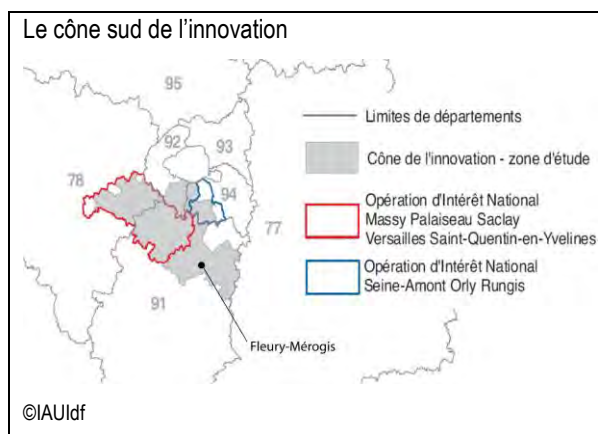 Le cône sud de l'innovation
95
92
93
78
94
77
91
Fleury-Mérogis
Limites de départements
Cône de l'innovation - zone d'étude
Opération d'Intérêt National
Massy Palaiseau Saclay
Versailles Saint-Quentin-en-Yvelines
Opération d'Intérêt National
Seine-Amont Orly Rungis
©IAUIdf